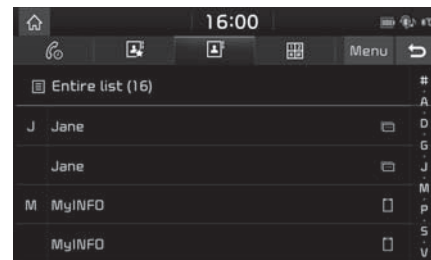 16:00
Menu
Entire list (16)
J Jane
Jane
M MyINFO
MyINFO
#
A
D
G
J
M
P
S
V